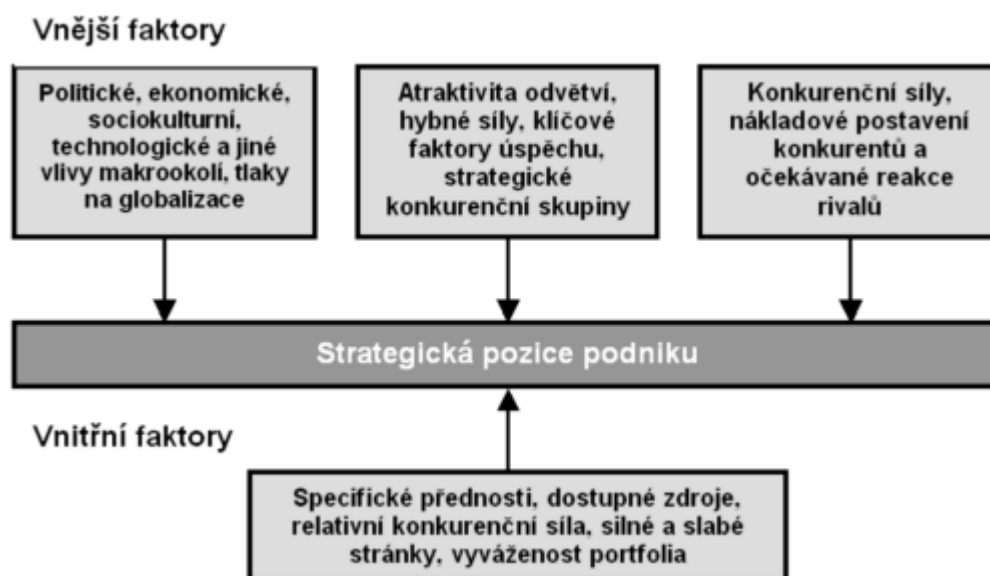 Vnější faktory
Politické, ekonomické,
sociokulturní,
technologické a jiné
vlivy makrookolí, tlaky
na globalizace
Atraktivita odvětví,
hybné síly, klíčové
faktory úspěchu,
strategické
konkurenční skupiny
Konkurenční síly,
nákladové postavení
konkurentů a
očekávané reakce
rivalů
Strategická pozice podniku
Vnitřní faktory
Specifické přednosti, dostupné zdroje,
relativní konkurenční síla, silné a slabé
stránky, vyváženost portfolia